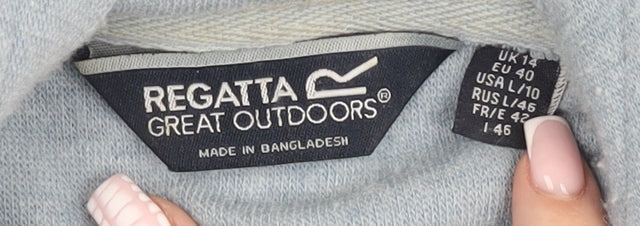 REGATTA R
GREAT OUTDOORS®
MADE IN BANGLADESH
UK 14
EU 40
USA L/10
RUS L/46
FR/E 42
I 46